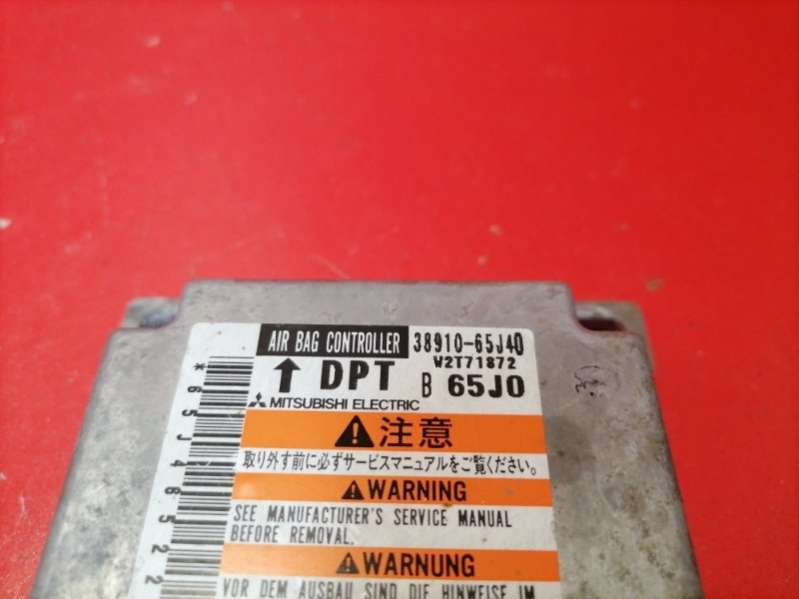 AIR BAG CONTROLLER 38910-65J40
W2T71872
↑ DPT B 65J0
MITSUBISHI ELECTRIC
注意
取り外す前に必ずサービスマニュアルをご覧ください。
WARNING
SEE MANUFACTURER'S SERVICE MANUAL
BEFORE REMOVAL.
WARNUNG
VOR DEM AUSBAU SIND DIE HINWEISE IM
*65J46522